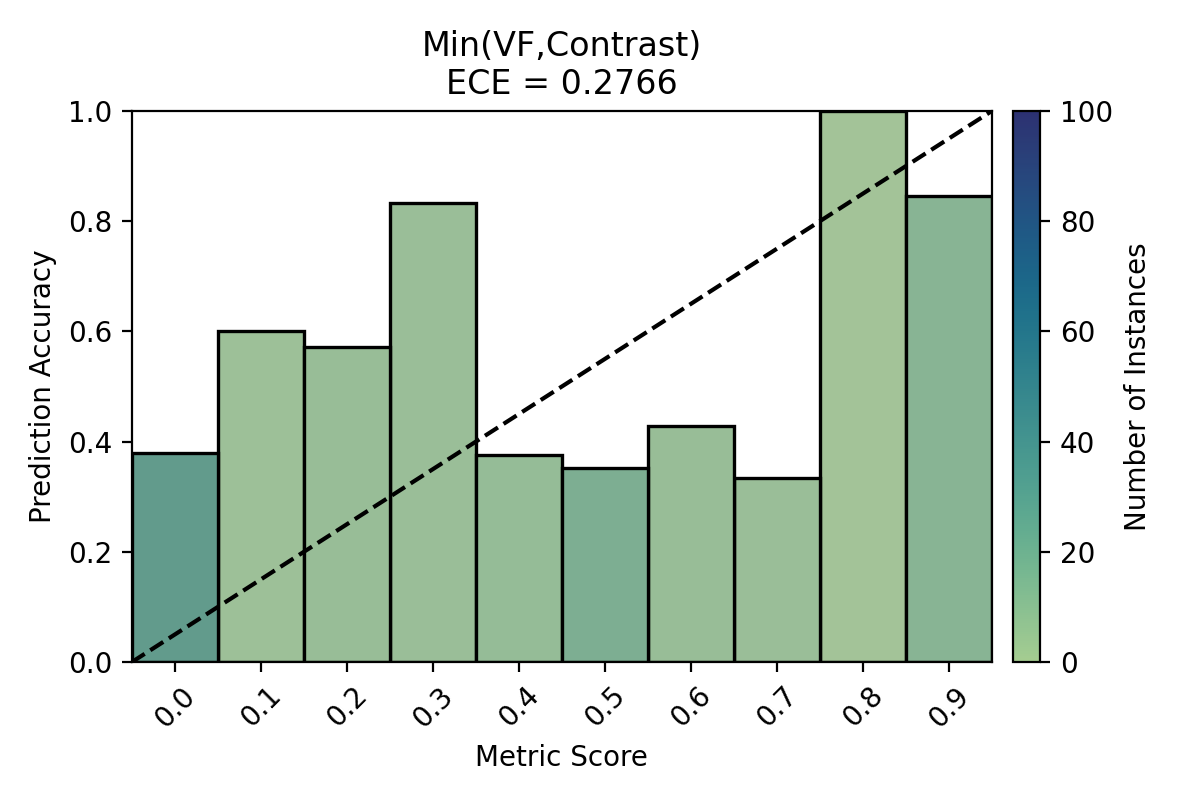 Min(VF,Contrast)
ECE = 0.2766
1.0
0.8
0.6
0.4
0.2
0.0
Prediction Accuracy
0.0 0.1 0.2 0.3 0.4 0.5 0.6 0.7 0.8 0.9
Metric Score
100
80
60
40
20
0
Number of Instances